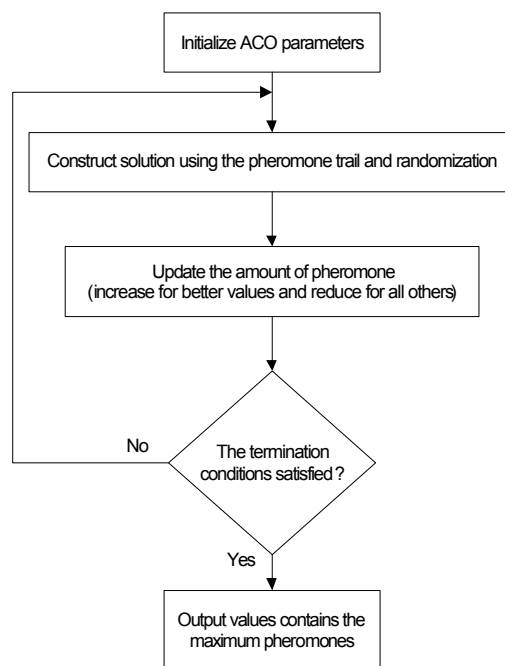 Initialize ACO parameters
Construct solution using the pheromone trail and randomization
Update the amount of pheromone
(increase for better values and reduce for all others)
No
The termination
conditions satisfied?
Yes
Output values contains the
maximum pheromones